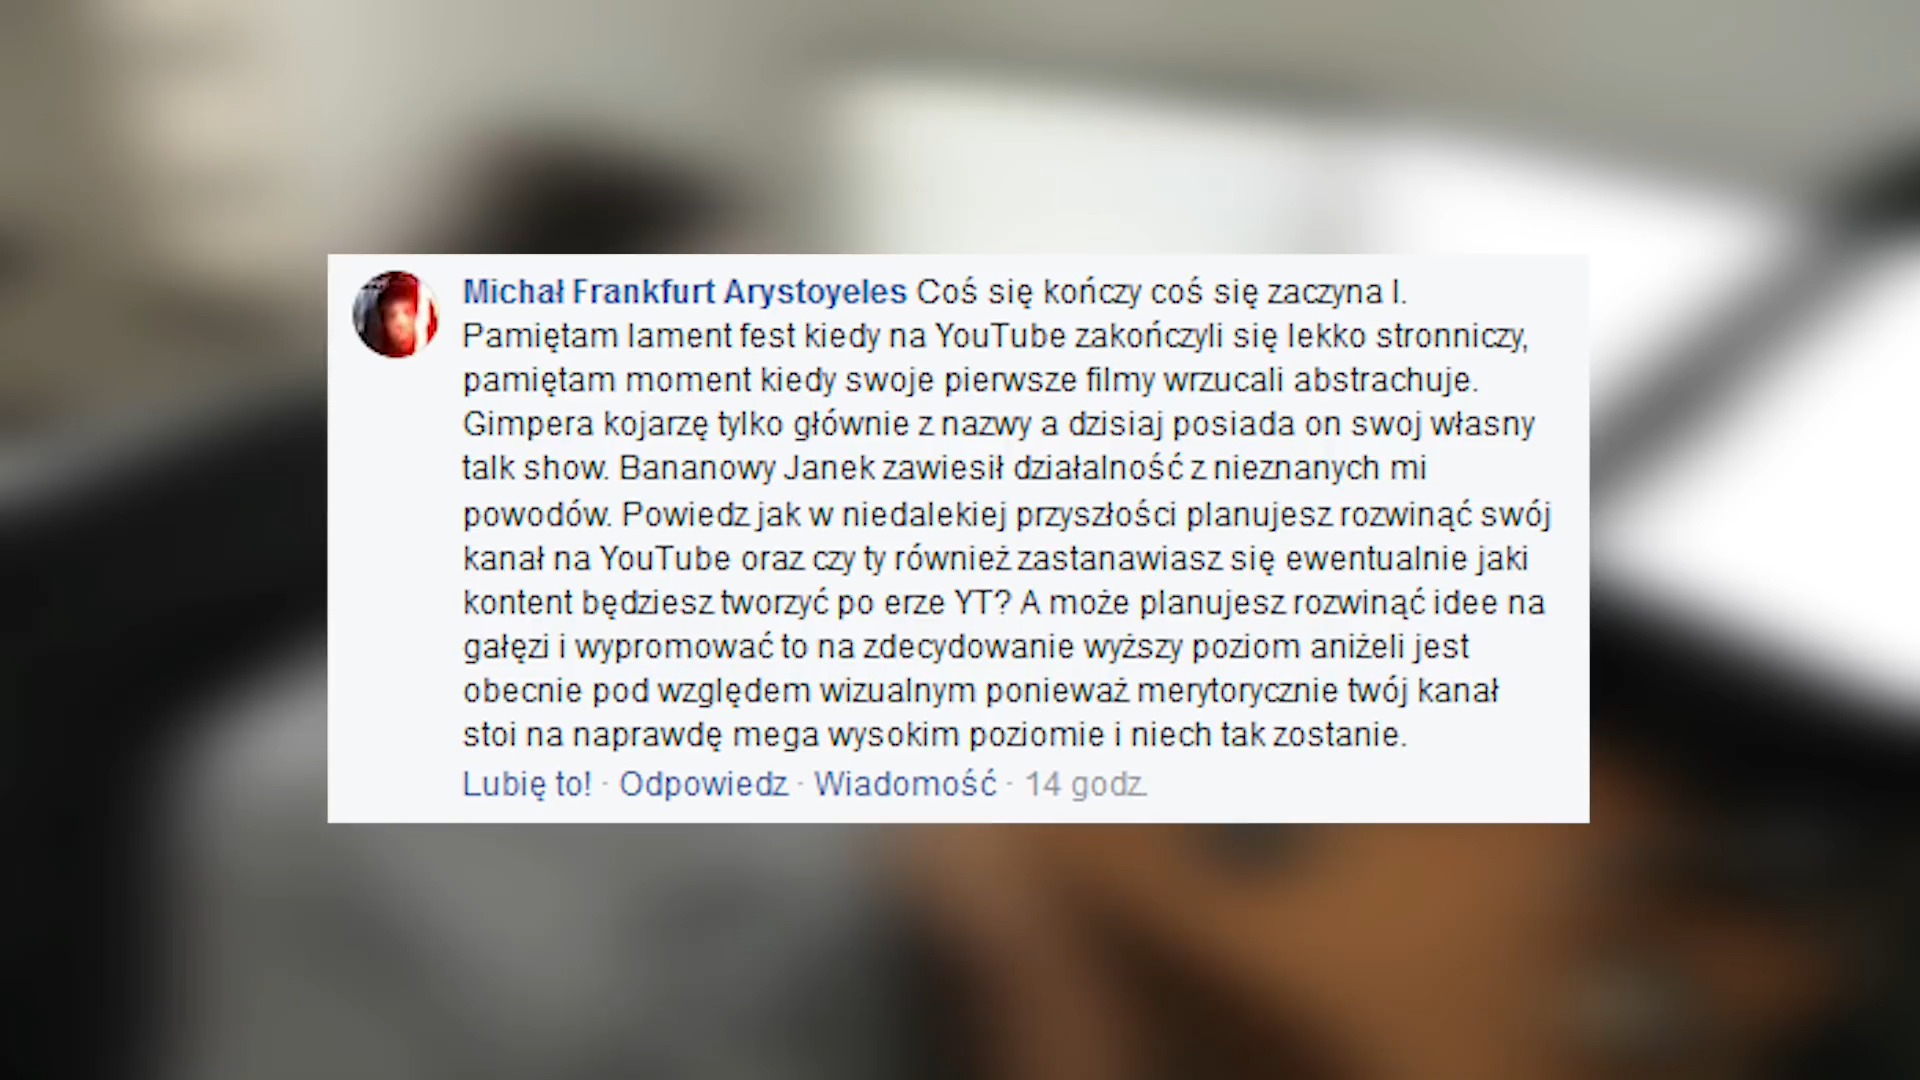 Michał Frankfurt Arystoyeles Coś się kończy coś się zaczyna I.
Pamiętam lament fest kiedy na YouTube zakończyli się lekko stronniczy,
pamiętam moment kiedy swoje pierwsze filmy wrzucali abstrachuje.
Gimpera kojarzę tylko głównie z nazwy a dzisiaj posiada on swoj własny
talk show. Bananowy Janek zawiesił działalność z nieznanych mi
powodów. Powiedz jak w niedalekiej przyszłości planujesz rozwinąć swój
kanał na YouTube oraz czy ty również zastanawiasz się ewentualnie jaki
kontent będziesz tworzyć po erze YT? A może planujesz rozwinąć idee na
gałęzi i wypromować to na zdecydowanie wyższy poziom aniżeli jest
obecnie pod względem wizualnym ponieważ merytorycznie twój kanał
stoi na naprawdę mega wysokim poziomie i niech tak zostanie.
Lubię to! · Odpowiedz · Wiadomość · 14 godz.